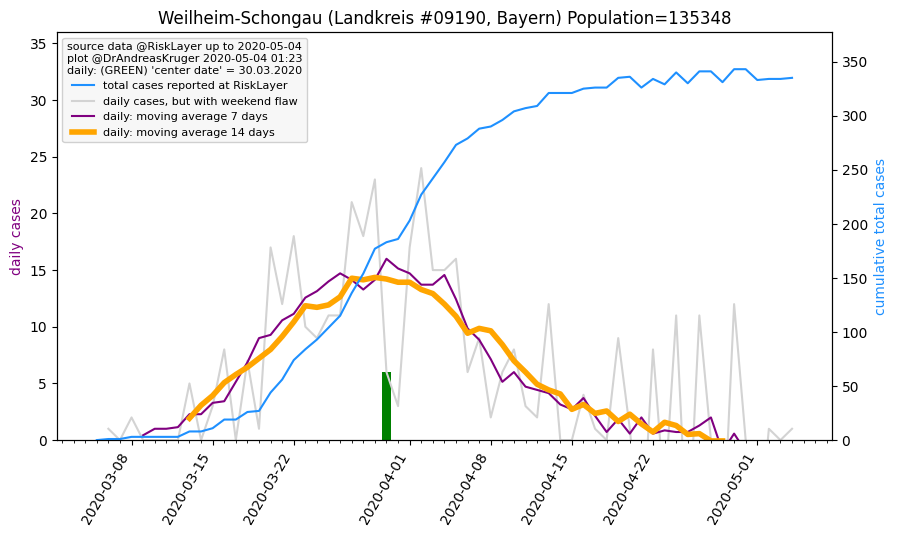 Weilheim-Schongau (Landkreis #09190, Bayern) Population=135348
source data @RiskLayer up to 2020-05-04
plot @DrAndreasKruger 2020-05-04 01:23
daily: (GREEN) 'center date' = 30.03.2020
total cases reported at RiskLayer
daily cases, but with weekend flaw
daily: moving average 7 days
daily: moving average 14 days
daily cases
35
30
25
20
15
10
5
0
350
300
250
200
150
100
50
0
cumulative total cases
2020-03-08
2020-03-15
2020-03-22
2020-04-01
2020-04-08
2020-04-15
2020-04-22
2020-05-01